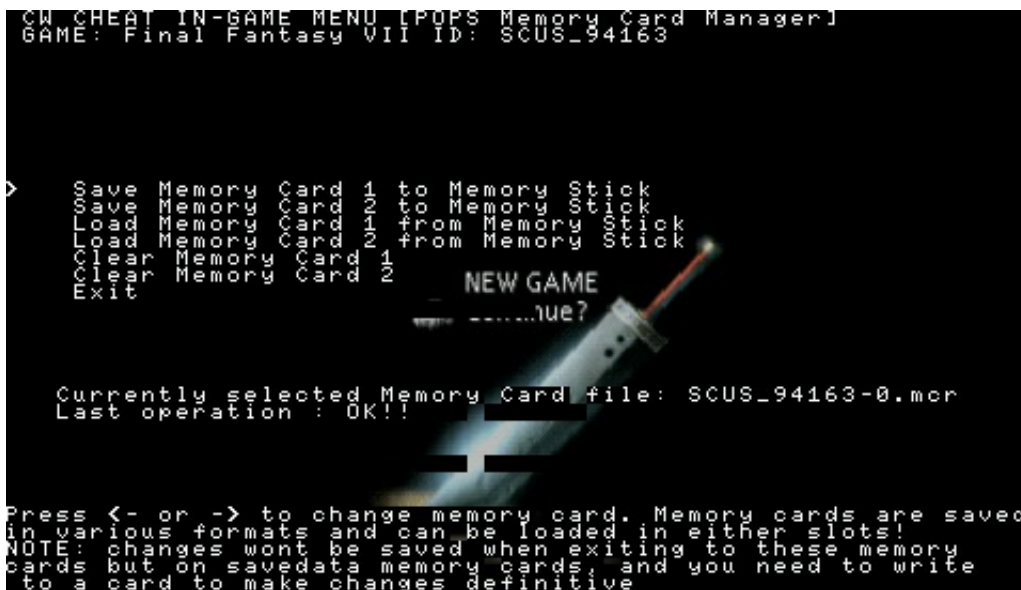 CW CHEAT IN-GAME MENU [POPS Memory Card Manager]
GAME: Final Fantasy VII ID: SCUS_94163
> Save Memory Card 1 to Memory Stick
Save Memory Card 2 to Memory Stick
Load Memory Card 1 from Memory Stick
Load Memory Card 2 from Memory Stick
Clear Memory Card 1
Clear Memory Card 2
Exit
NEW GAME
Continue?
Currently selected Memory Card file: SCUS_94163-0.mcr
Last operation : OK!!
Press <- or -> to change memory card. Memory cards are saved
in various formats and can be loaded in either slots!
NOTE: changes wont be saved when exiting to these memory
cards but on savedata memory cards, and you need to write
to a card to make changes definitive